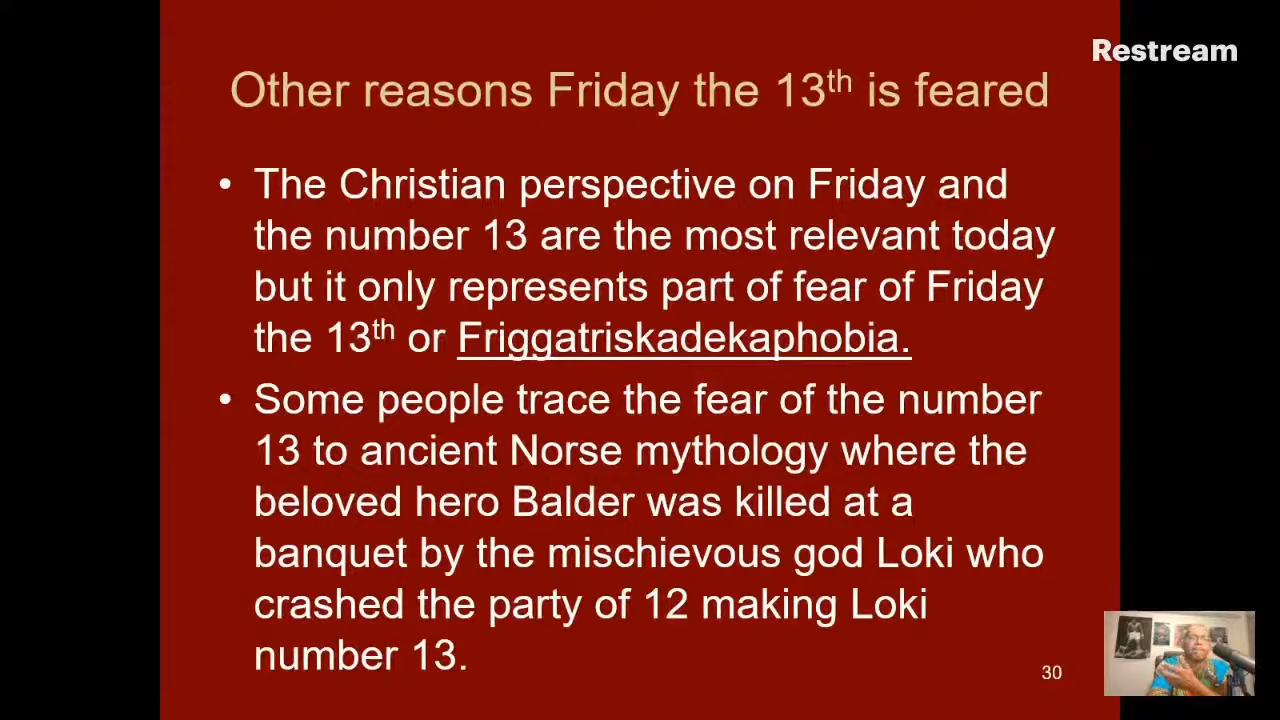 Restream
Other reasons Friday the 13th is feared
• The Christian perspective on Friday and
the number 13 are the most relevant today
but it only represents part of fear of Friday
the 13th or Friggatriskadekaphobia.
• Some people trace the fear of the number
13 to ancient Norse mythology where the
beloved hero Balder was killed at a
banquet by the mischievous god Loki who
crashed the party of 12 making Loki
number 13.
30